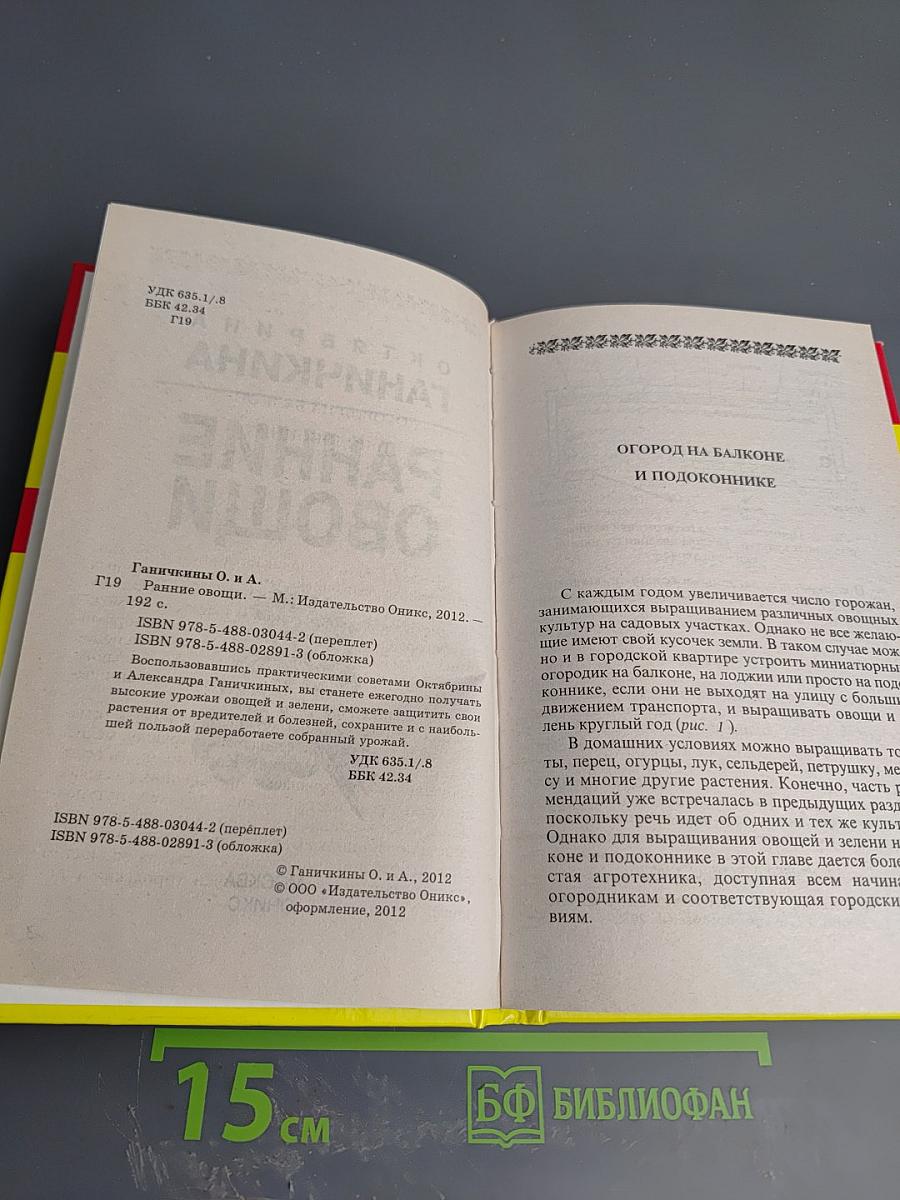 УДК 635.1/.8
ББК 42.34
Г19
Ганичкины О. и А.
Г19 Ранние овощи. — М.: Издательство Оникс, 2012. —
192 с.
ISBN 978-5-488-03044-2 (переплет)
ISBN 978-5-488-02891-3 (обложка)
Воспользовавшись практическими советами Октябрины
и Александра Ганичкиных, вы станете ежегодно получать
высокие урожаи овощей и зелени, сможете защитить свои
растения от вредителей и болезней, сохраните и с наиболь-
шей пользой переработаете собранный урожай.
УДК 635.1/.8
ББК 42.34
ISBN 978-5-488-03044-2 (переплет)
ISBN 978-5-488-02891-3 (обложка)
© Ганичкины О. и А., 2012
© ООО «Издательство Оникс»,
оформление, 2012
ОГОРОД НА БАЛКОНЕ
И ПОДОКОННИКЕ
С каждым годом увеличивается число горожан,
занимающихся выращиванием различных овощных
культур на садовых участках. Однако не все желаю-
щие имеют свой кусочек земли. В таком случае мож
но и в городской квартире устроить миниатюрны
огородик на балконе, на лоджии или просто на под
коннике, если они не выходят на улицу с больши
движением транспорта, и выращивать овощи и
лень круглый год (рис. 1).
В домашних условиях можно выращивать то
ты, перец, огурцы, лук, сельдерей, петрушку, ме
су и многие другие растения. Конечно, часть р
мендаций уже встречалась в предыдущих разд
поскольку речь идет об одних и тех же культ
Однако для выращивания овощей и зелени н
коне и подоконнике в этой главе дается боле
стая агротехника, доступная всем начина
огородникам и соответствующая городски
виям.
15 см
БФ БИБЛИОФАН